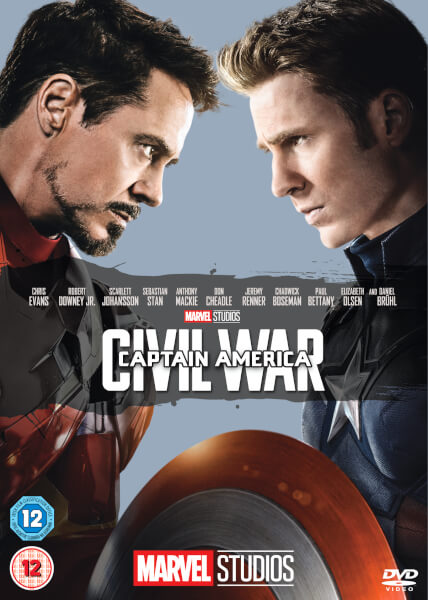 CHRIS EVANS
ROBERT DOWNEY JR.
SCARLETT JOHANSSON
SEBASTIAN STAN
ANTHONY MACKIE
DON CHEADLE
JEREMY RENNER
CHADWICK BOSEMAN
PAUL BETTANY
ELIZABETH OLSEN
AND DANIEL BRÜHL
MARVEL STUDIOS
CAPTAIN AMERICA
CIVIL WAR
12
12
MARVEL STUDIOS
DVD
VIDEO